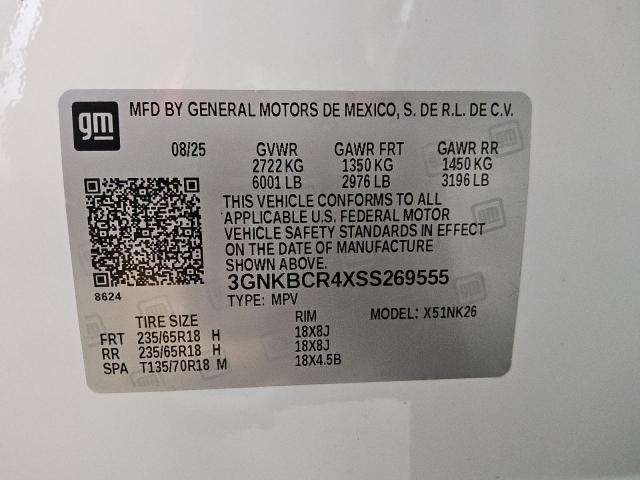 gm
MFD BY GENERAL MOTORS DE MEXICO, S. DE R.L. DE C.V.
08/25 GVWR GAWR FRT GAWR RR
2722 KG 1350 KG 1450 KG
6001 LB 2976 LB 3196 LB
THIS VEHICLE CONFORMS TO ALL
APPLICABLE U.S. FEDERAL MOTOR
VEHICLE SAFETY STANDARDS IN EFFECT
ON THE DATE OF MANUFACTURE
SHOWN ABOVE.
8624
3GNKBCR4XSS269555
TYPE: MPV
MODEL: X51NK26
TIRE SIZE RIM
FRT 235/65R18 H 18X8J
RR 235/65R18 H 18X8J
SPA T135/70R18 M 18X4.5B